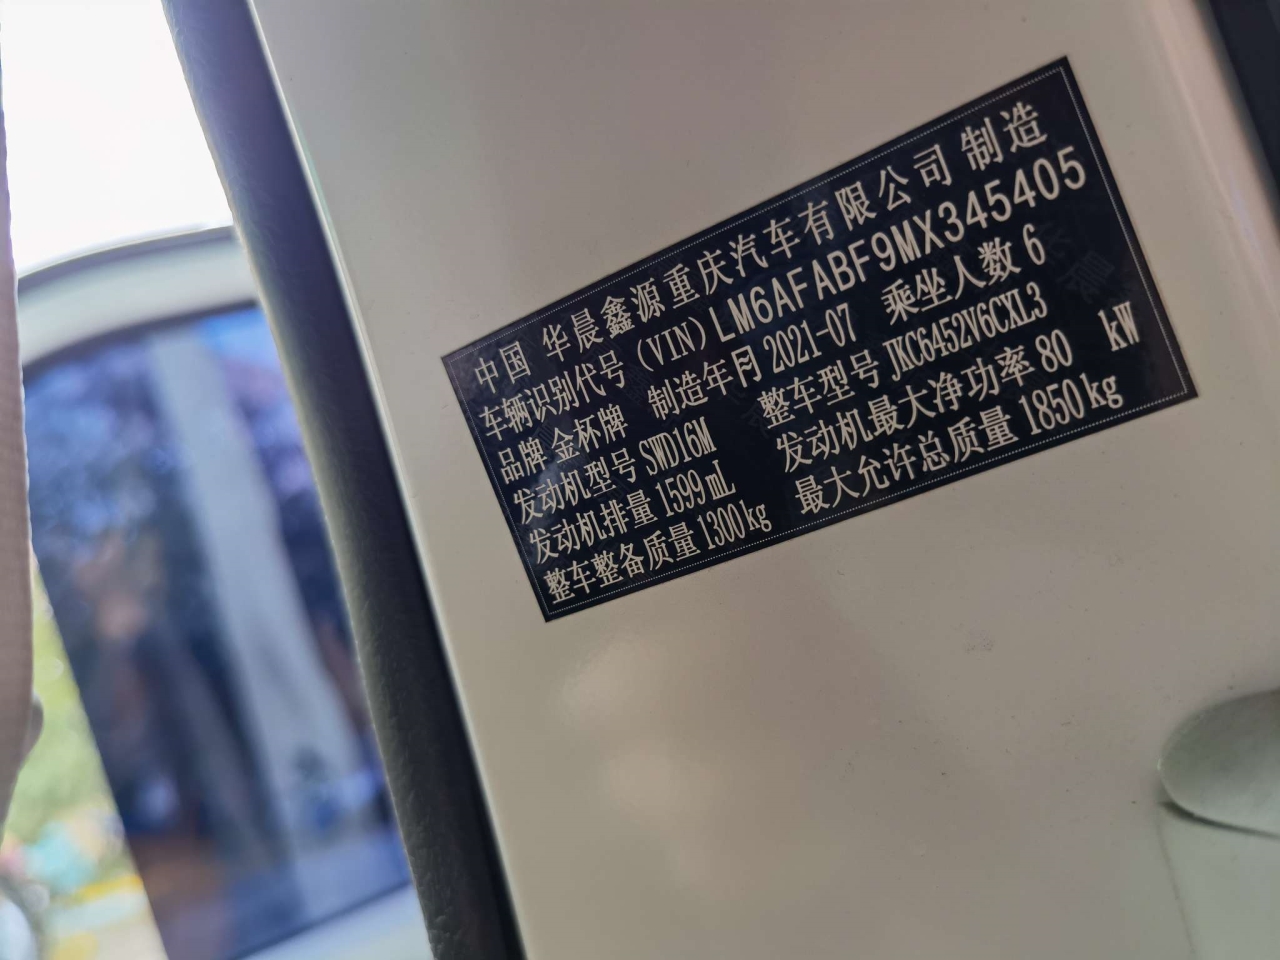 中国 华晨鑫源重庆汽车有限公司 制造
车辆识别代号 (VIN) LM6AFABF9MX345405
品牌 金杯牌 制造年月 2021-07 乘坐人数 6
发动机型号 SWD16M 整车型号 JKC6452V6CXL3
发动机排量 1599mL 发动机最大净功率 80 kW
整车整备质量 1300kg 最大允许总质量 1850kg